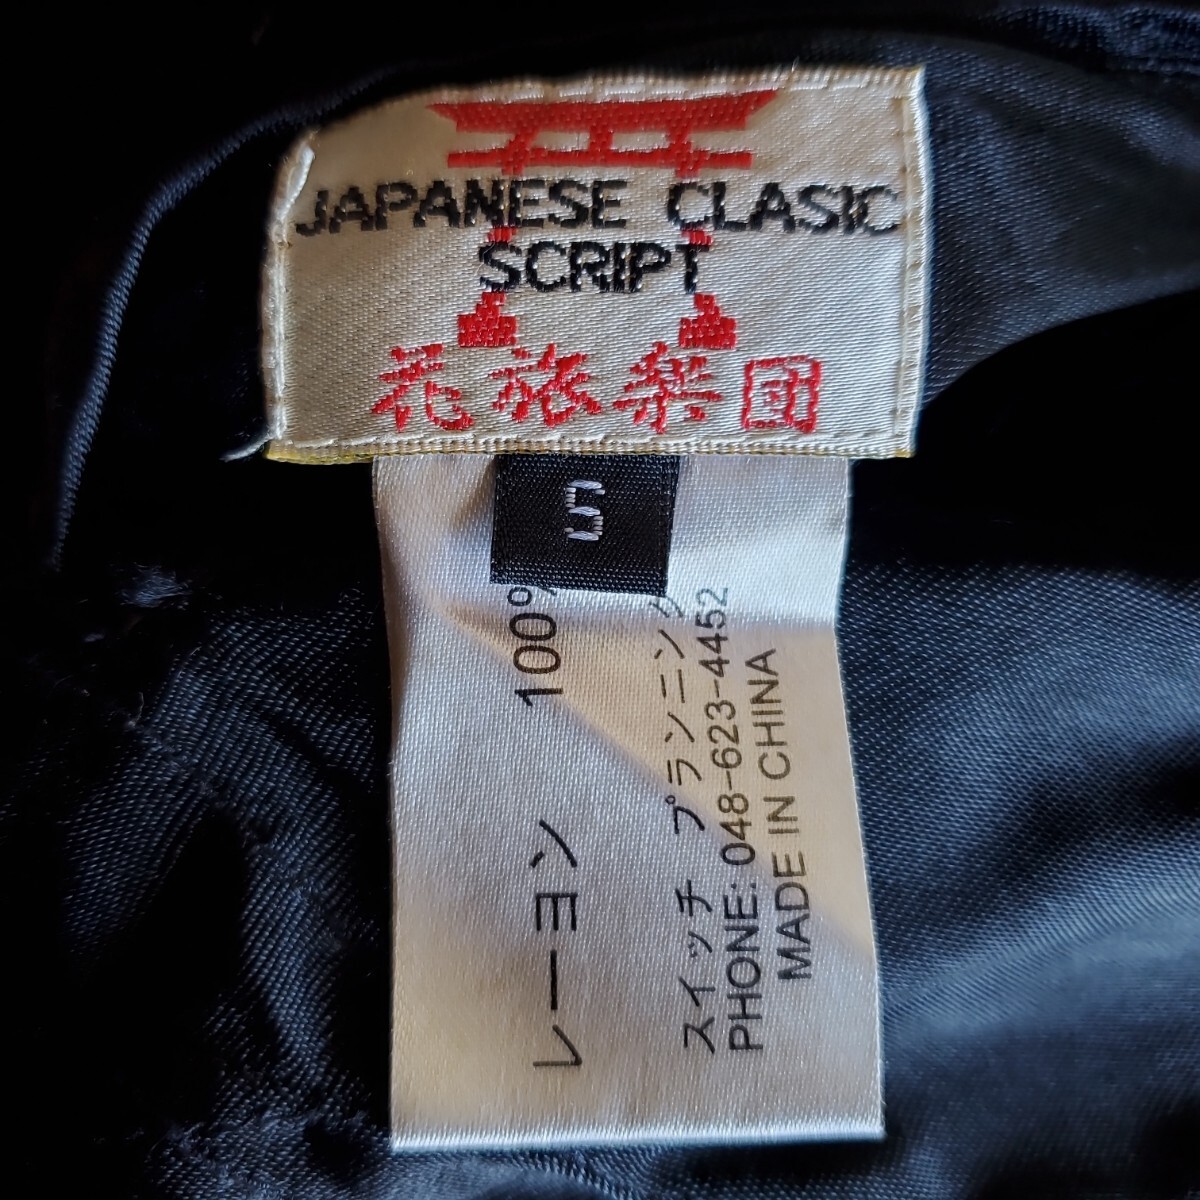 JAPANESE CLASIC
SCRIPT
花旅楽団
5
レーヨン 100%
スイッチ プランニング
PHONE: 048-623-4452
MADE IN CHINA